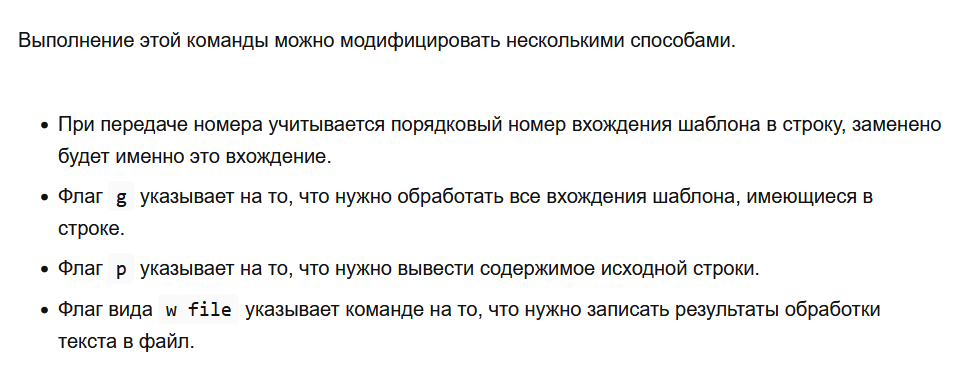 Выполнение этой команды можно модифицировать несколькими способами.
• При передаче номера учитывается порядковый номер вхождения шаблона в строку, заменено
будет именно это вхождение.
• Флаг g указывает на то, что нужно обработать все вхождения шаблона, имеющиеся в
строке.
• Флаг p указывает на то, что нужно вывести содержимое исходной строки.
• Флаг вида w file указывает команде на то, что нужно записать результаты обработки
текста в файл.